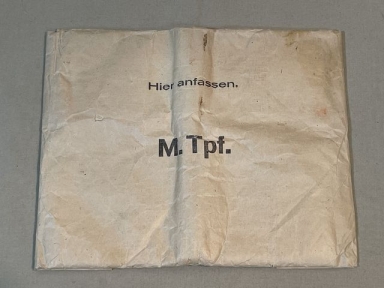 Hier anfassen.
M. Tpf.